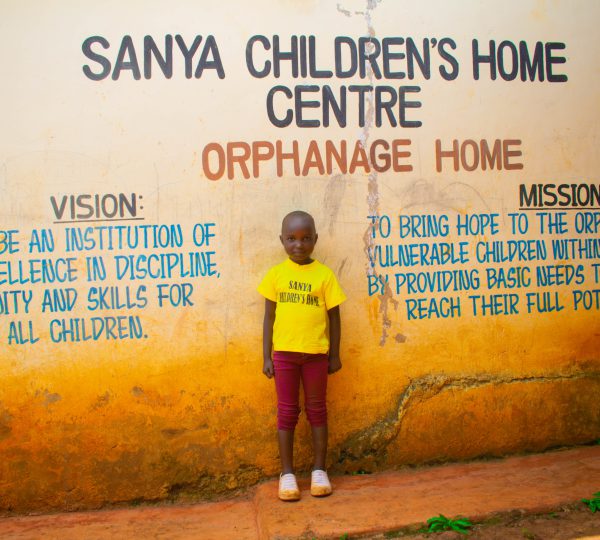 SANYA CHILDREN'S HOME
CENTRE
ORPHANAGE HOME
VISION:
BE AN INSTITUTION OF
ELLENCE IN DISCIPLINE,
NITY AND SKILLS FOR
ALL CHILDREN.
MISSION
TO BRING HOPE TO THE ORP
VULNERABLE CHILDREN WITHIN
BY PROVIDING BASIC NEEDS T
REACH THEIR FULL POT
SANYA
CHILDREN'S HOME